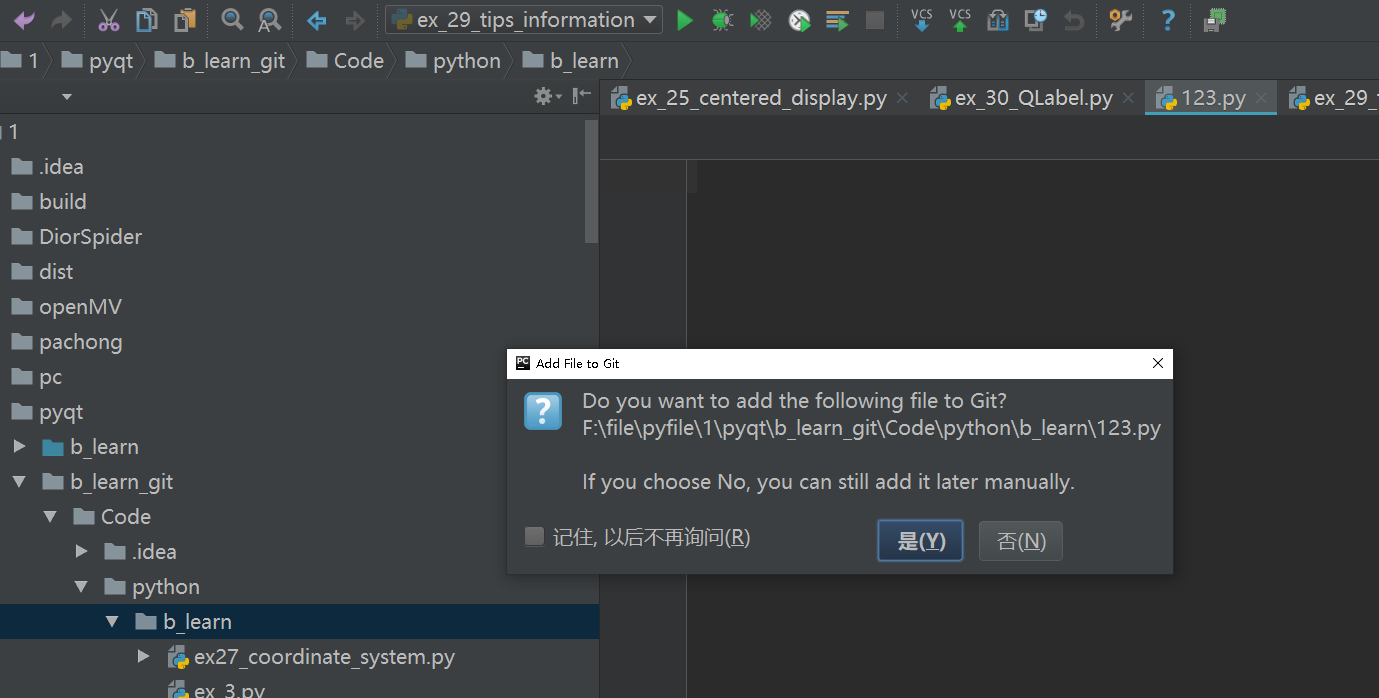 ex_29_tips_information
VCS
VCS
1
pyqt
b_learn_git
Code
python
b_learn
ex_25_centered_display.py
ex_30_QLabel.py
123.py
ex_29_
1
.idea
build
DiorSpider
dist
openMV
pachong
pc
pyqt
b_learn
b_learn_git
Code
.idea
python
b_learn
ex27_coordinate_system.py
ex_3.py
PC
Add File to Git
Do you want to add the following file to Git?
F:\file\pyfile\1\pyqt\b_learn_git\Code\python\b_learn\123.py
If you choose No, you can still add it later manually.
记住, 以后不再询问(R)
是(Y)
否(N)